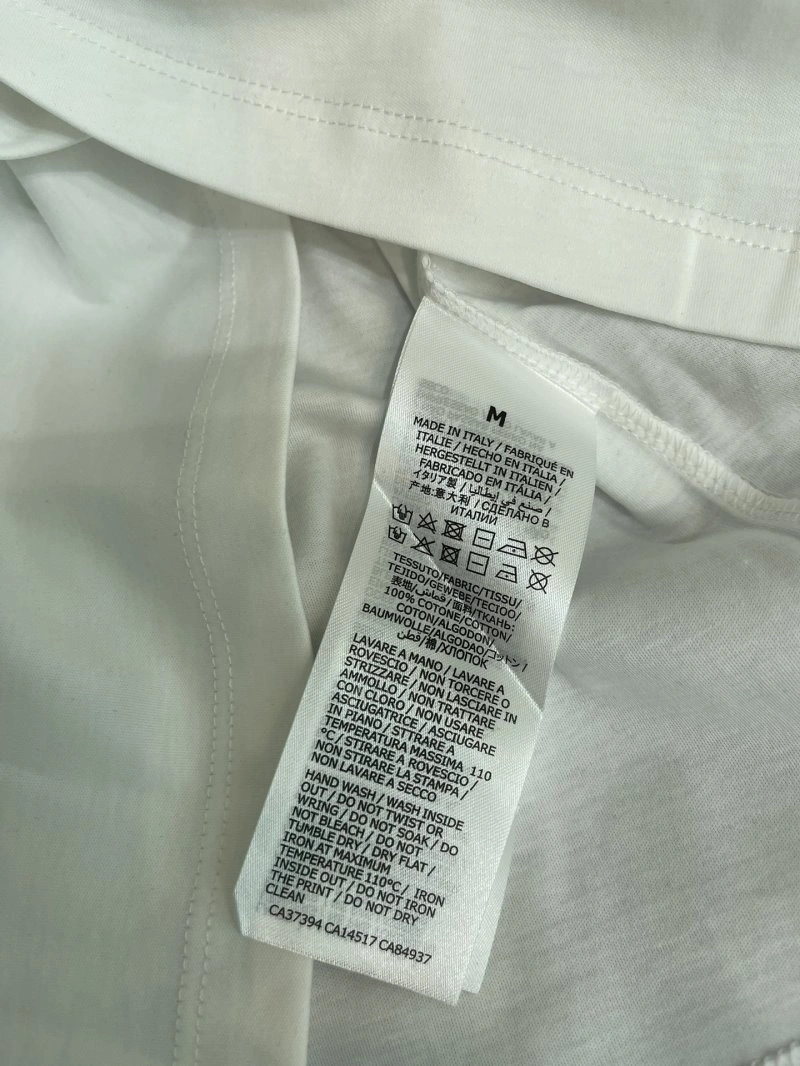 M
MADE IN ITALY / FABRIQUÉ EN
ITALIE / HECHO EN ITALIA /
HERGESTELLT IN ITALIEN /
FABRICADO EM ITÁLIA /
イタリア製 / صنع في إيطاليا /
产地:意大利 / СДЕЛАНО В
ИТАЛИИ
TESSUTO/FABRIC/TISSU/
TEJIDO/GEWEBE/TECIDO/
表地/قماش/面料/ТКАНЬ:
100% COTONE/COTTON/
COTON/ALGODON/
BAUMWOLLE/ALGODAO/コットン/
قطن/棉/ХЛОПОК
LAVARE A MANO / LAVARE A
ROVESCIO / NON TORCERE O
STRIZZARE / NON LASCIARE IN
AMMOLLO / NON TRATTARE
CON CLORO / NON USARE
ASCIUGATRICE / ASCIUGARE
IN PIANO / STTRARE A
TEMPERATURA MASSIMA 110
°C / STIRARE A ROVESCIO /
NON STIRARE LA STAMPA /
NON LAVARE A SECCO
HAND WASH / WASH INSIDE
OUT / DO NOT TWIST OR
WRING / DO NOT SOAK / DO
NOT BLEACH / DO NOT
TUMBLE DRY / DRY FLAT /
IRON AT MAXIMUM
TEMPERATURE 110°C / IRON
INSIDE OUT / DO NOT IRON
THE PRINT / DO NOT DRY
CLEAN
CA37394 CA14517 CA84937